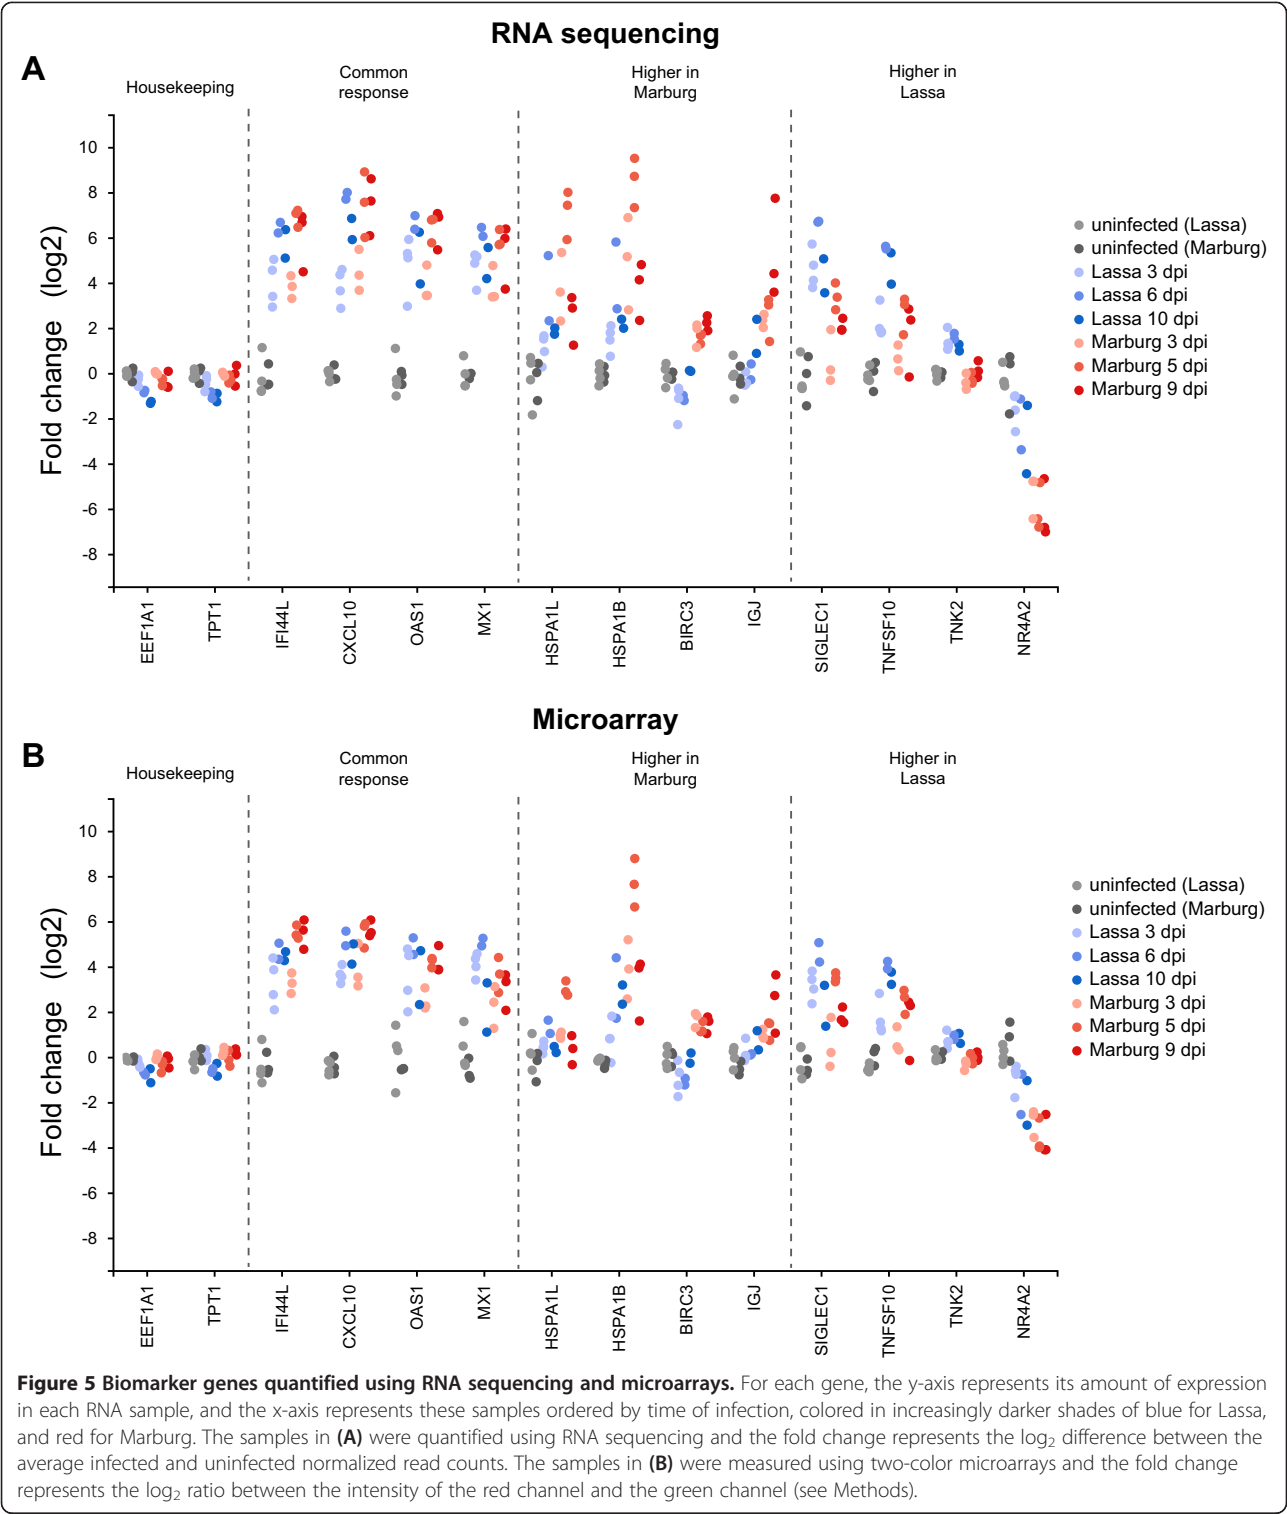 RNA sequencing
A
Housekeeping
Common
response
Higher in
Marburg
Higher in
Lassa
Fold change (log2)
10
8
6
4
2
0
-2
-4
-6
-8
EEF1A1
TPT1
IFI44L
CXCL10
OAS1
MX1
HSPA1L
HSPA1B
BIRC3
IGJ
SIGLEC1
TNFSF10
TNK2
NR4A2
uninfected (Lassa)
uninfected (Marburg)
Lassa 3 dpi
Lassa 6 dpi
Lassa 10 dpi
Marburg 3 dpi
Marburg 5 dpi
Marburg 9 dpi
Microarray
B
Housekeeping
Common
response
Higher in
Marburg
Higher in
Lassa
Fold change (log2)
10
8
6
4
2
0
-2
-4
-6
-8
EEF1A1
TPT1
IFI44L
CXCL10
OAS1
MX1
HSPA1L
HSPA1B
BIRC3
IGJ
SIGLEC1
TNFSF10
TNK2
NR4A2
uninfected (Lassa)
uninfected (Marburg)
Lassa 3 dpi
Lassa 6 dpi
Lassa 10 dpi
Marburg 3 dpi
Marburg 5 dpi
Marburg 9 dpi
Figure 5 Biomarker genes quantified using RNA sequencing and microarrays. For each gene, the y-axis represents its amount of expression
in each RNA sample, and the x-axis represents these samples ordered by time of infection, colored in increasingly darker shades of blue for Lassa,
and red for Marburg. The samples in (A) were quantified using RNA sequencing and the fold change represents the log₂ difference between the
average infected and uninfected normalized read counts. The samples in (B) were measured using two-color microarrays and the fold change
represents the log₂ ratio between the intensity of the red channel and the green channel (see Methods).